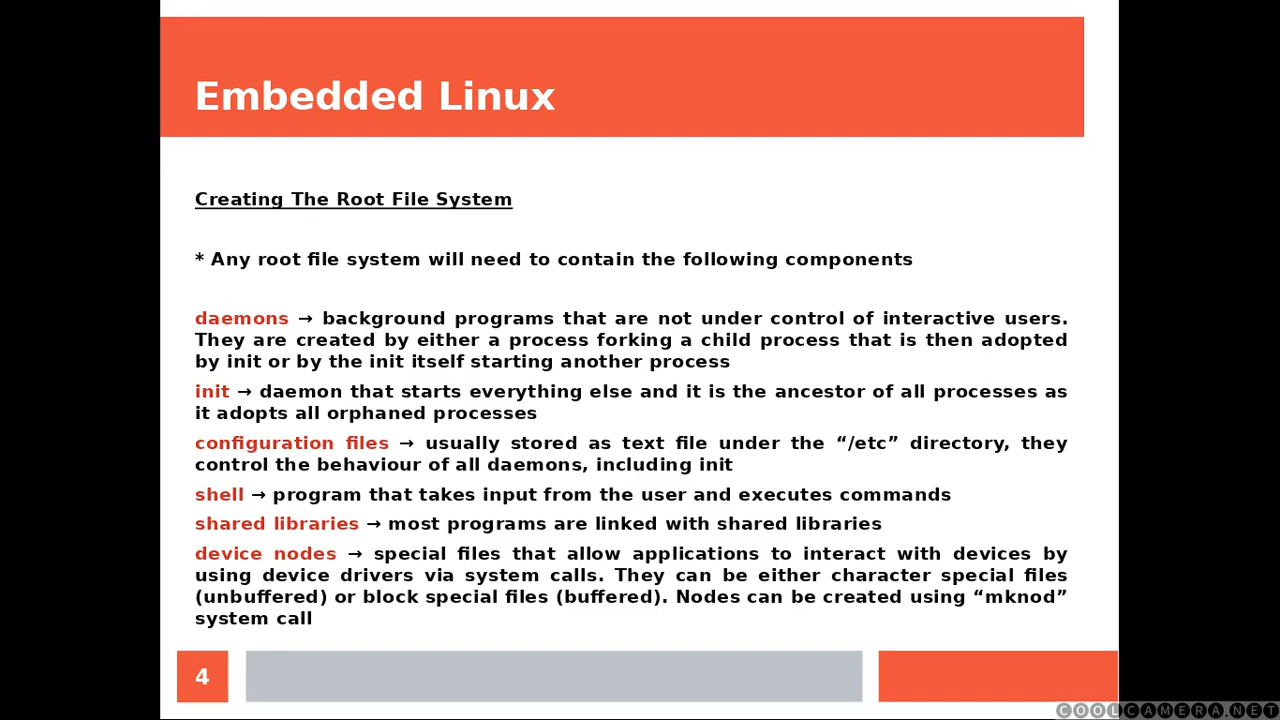 Embedded Linux
Creating The Root File System
* Any root file system will need to contain the following components
daemons → background programs that are not under control of interactive users.
They are created by either a process forking a child process that is then adopted
by init or by the init itself starting another process
init → daemon that starts everything else and it is the ancestor of all processes as
it adopts all orphaned processes
configuration files → usually stored as text file under the “/etc” directory, they
control the behaviour of all daemons, including init
shell → program that takes input from the user and executes commands
shared libraries → most programs are linked with shared libraries
device nodes → special files that allow applications to interact with devices by
using device drivers via system calls. They can be either character special files
(unbuffered) or block special files (buffered). Nodes can be created using “mknod”
system call
4
COOLCAMERA.NET